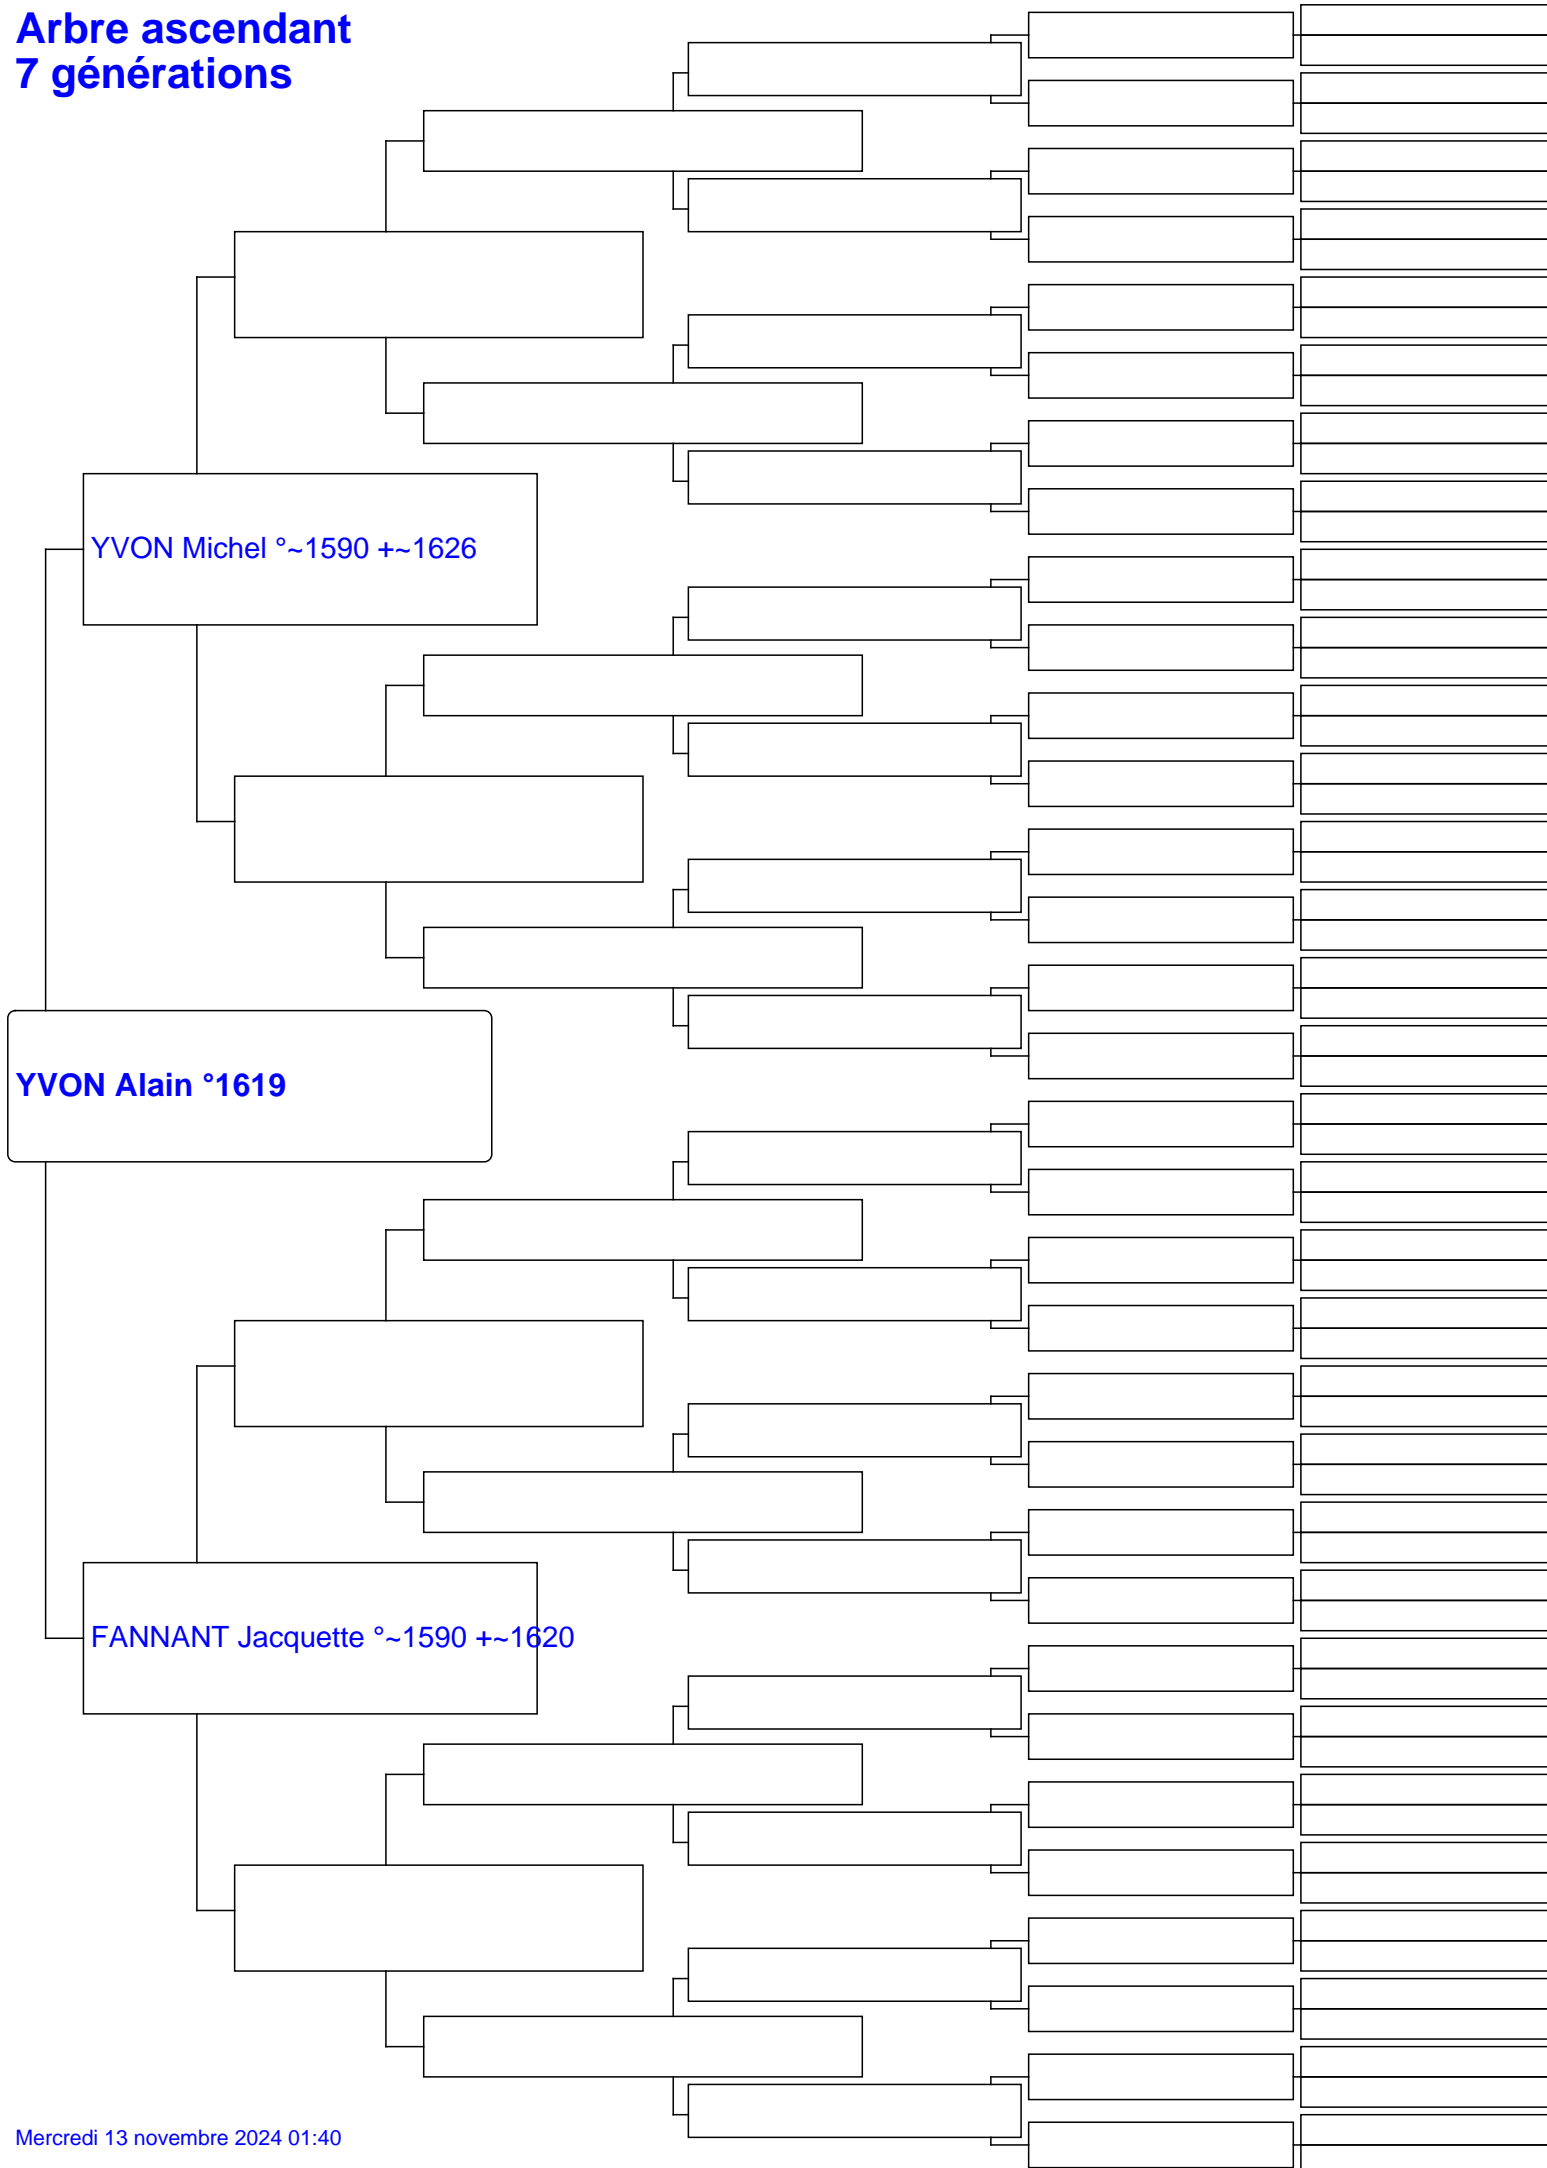 Arbre ascendant
7 générations
YVON Michel °~1590 +~1626
YVON Alain °1619
FANNANT Jacquette °~1590 +~1620
Mercredi 13 novembre 2024 01:40